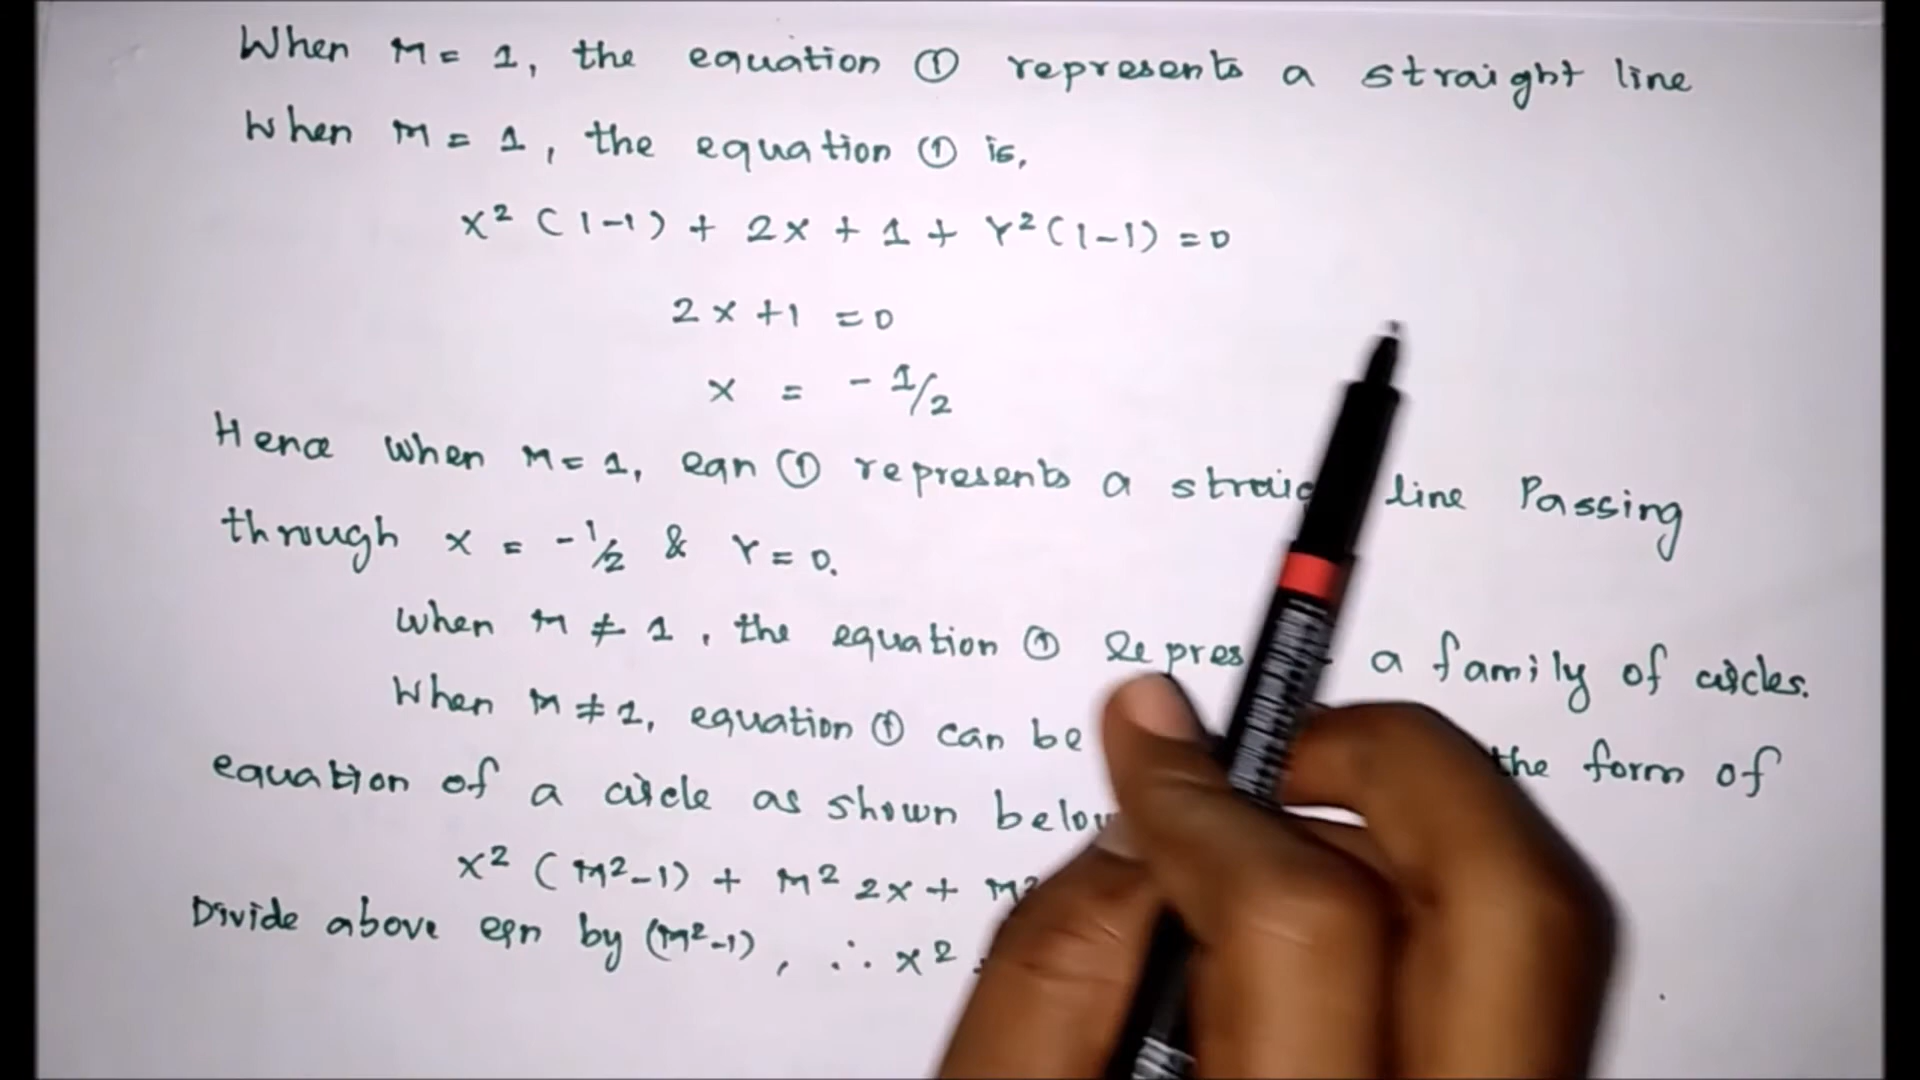 When M = 1, the equation ① represents a straight line
When M = 1, the equation ① is,
X² (1-1) + 2X + 1 + Y² (1-1) = 0
2X + 1 = 0
X = - 1/2
Hence when M = 1, eqn ① represents a line Passing
through X = -1/2 & Y = 0.
When M ≠ 1, the equation ① a family of circles.
When M ≠ 1, equation ① can be the form of
equation of a circle as shown
X² (M²-1) + M² 2X +
Divide above eqn by (M²-1), ∴ X²